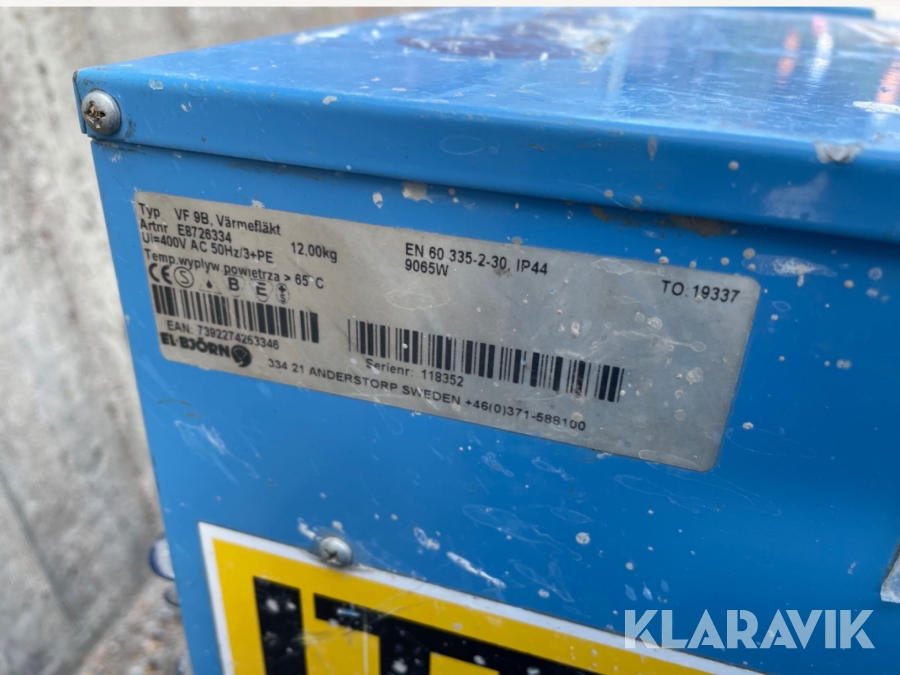 Typ VF 9B, Värmefläkt
Artnr E8726334
Ui=400V AC 50Hz/3+PE 12,00kg
Temp.wyplyw powietrza > 65°C
EN 60 335-2-30, IP44
9065W
TO. 19337
CE S B E S
EAN: 7392274263346
Serienr: 118352
EL·BJÖRN
334 21 ANDERSTORP SWEDEN +46(0)371-588100
KLARAVIK